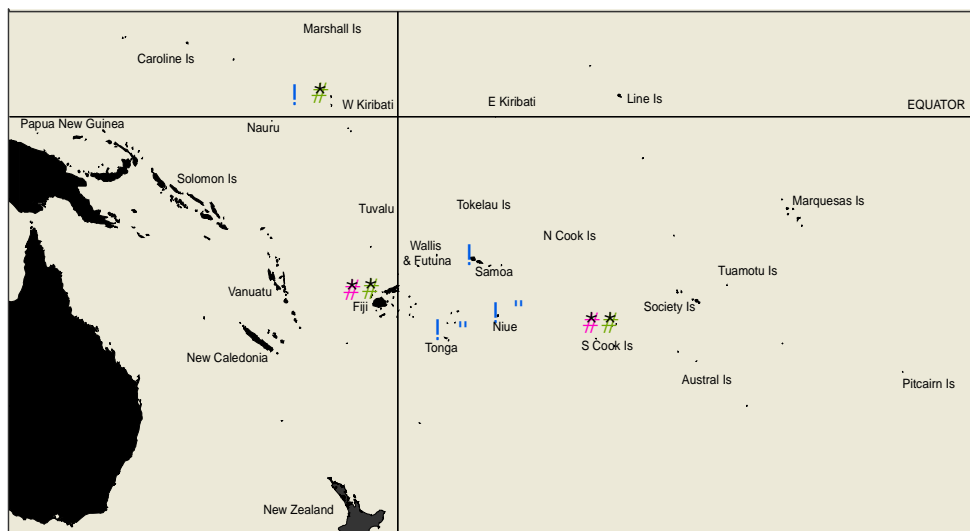 Marshall Is
Caroline Is
! * #
W Kiribati
E Kiribati
Line Is
EQUATOR
Papua New Guinea
Nauru
Solomon Is
Tuvalu
Tokelau Is
Marquesas Is
N Cook Is
Wallis
& Futuna
!
Samoa
Tuamotu Is
Vanuatu
* # * #
Fiji
! "
Niue
Society Is
! "
Tonga
* # * #
S Cook Is
New Caledonia
Austral Is
Pitcairn Is
New Zealand